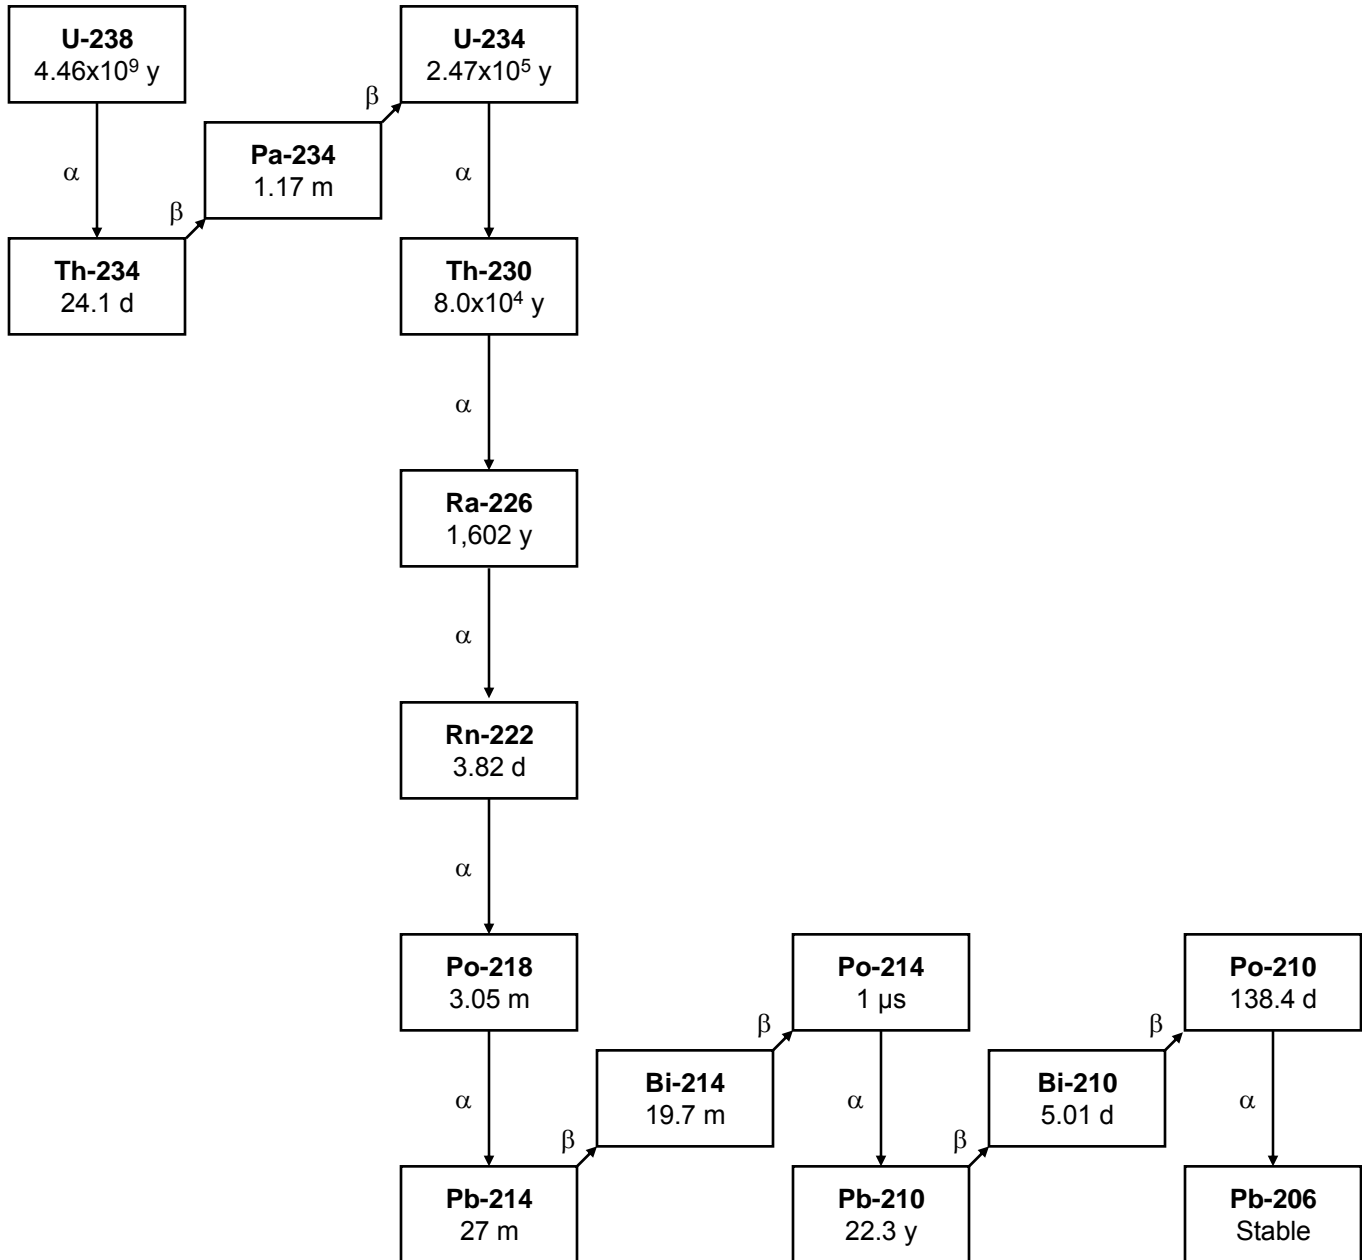 U-238
4.46x10⁹ y
U-234
2.47x10⁵ y
β
Pa-234
1.17 m
α
α
β
Th-234
24.1 d
Th-230
8.0x10⁴ y
α
Ra-226
1,602 y
α
Rn-222
3.82 d
α
Po-218
3.05 m
Po-214
1 µs
Po-210
138.4 d
β
β
Bi-214
19.7 m
Bi-210
5.01 d
α
α
α
β
β
Pb-214
27 m
Pb-210
22.3 y
Pb-206
Stable